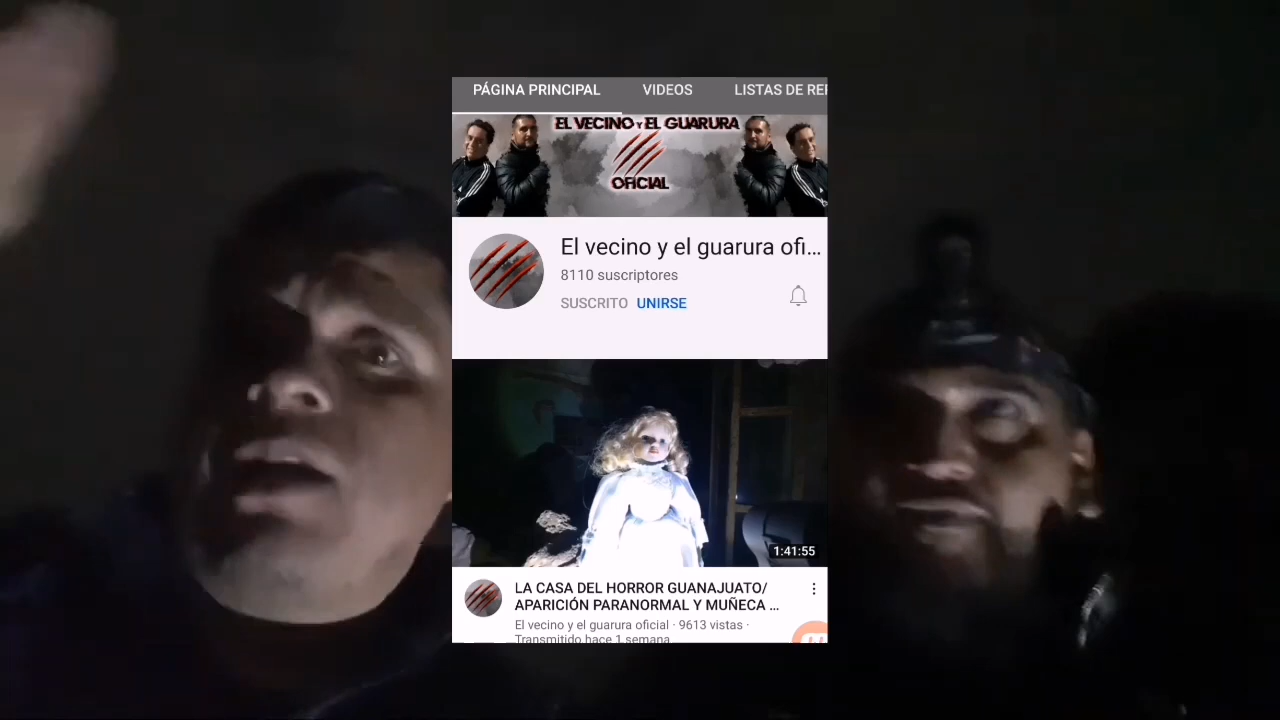 PÁGINA PRINCIPAL VIDEOS LISTAS DE REP
EL VECINO Y EL GUARURA
OFICIAL
El vecino y el guarura ofi...
8110 suscriptores
SUSCRITO UNIRSE
1:41:55
LA CASA DEL HORROR GUANAJUATO/
APARICIÓN PARANORMAL Y MUÑECA ...
El vecino y el guarura oficial · 9613 vistas ·
Transmitido hace 1 semana